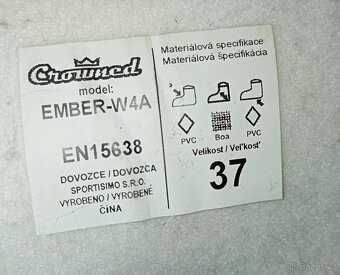 Crowned
model:
EMBER-W4A
EN15638
DOVOZCE / DOVOZCA
SPORTISIMO S.R.O.
VYROBENO / VYROBENÉ
ČÍNA
Materiálová specifikace
Materiálová špecifikácia
PVC Boa PVC
Velikost / Veľkosť
37